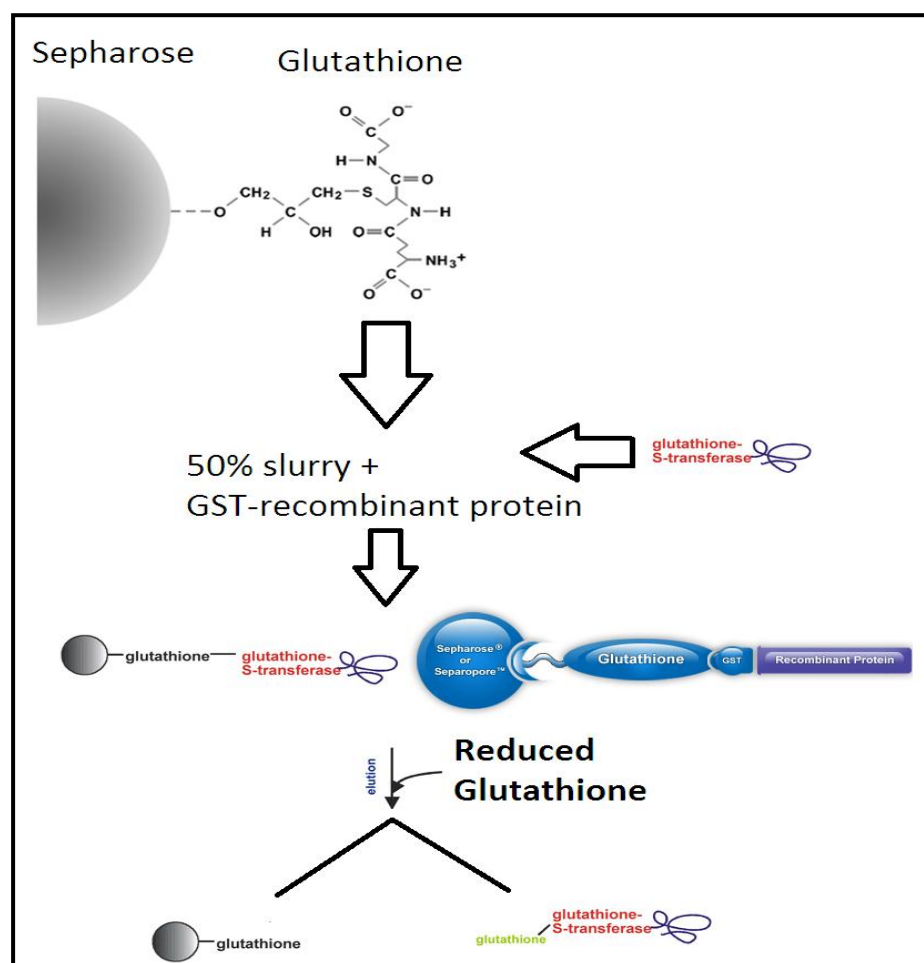 Sepharose
Glutathione
O
O⁻
C
H–N
C=O
CH₂
CH₂–S
O
C
N–H
H
OH
O=C
NH₃⁺
C
O
O⁻
glutathione-
S-transferase
50% slurry +
GST-recombinant protein
glutathione
glutathione-
S-transferase
Sepharose®
or
Separopore™
Glutathione
GST
Recombinant Protein
elution
Reduced
Glutathione
glutathione
glutathione
glutathione-
S-transferase